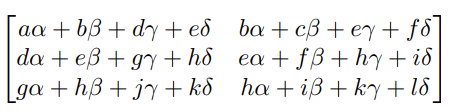 aα + bβ + dγ + eδ bα + cβ + eγ + fδ
dα + eβ + gγ + hδ eα + fβ + hγ + iδ
gα + hβ + jγ + kδ hα + iβ + kγ + lδ